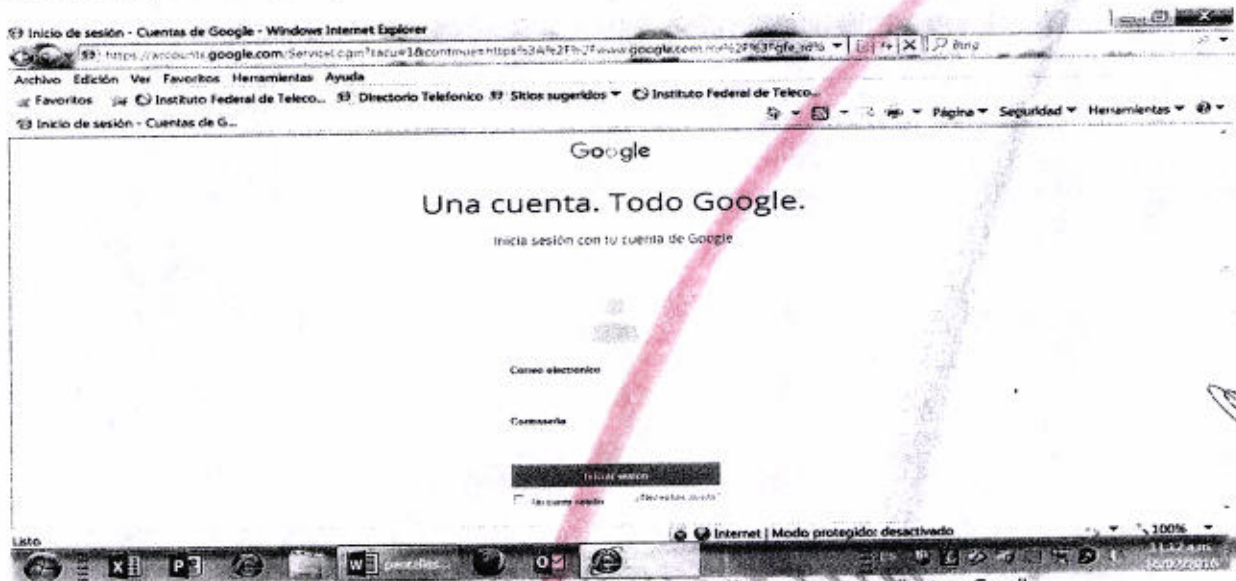 Inicio de sesión - Cuentas de Google - Windows Internet Explorer
Bing
Archivo Edición Ver Favoritos Herramientas Ayuda
Favoritos Instituto Federal de Teleco... Directorio Telefonico Sitios sugeridos Instituto Federal de Teleco...
Inicio de sesión - Cuentas de G... Página Seguridad Herramientas
Google
Una cuenta. Todo Google.
Inicia sesión con tu cuenta de Google
Correo electrónico
Contraseña
Iniciar sesión
Listo Internet | Modo protegido: desactivado 100%